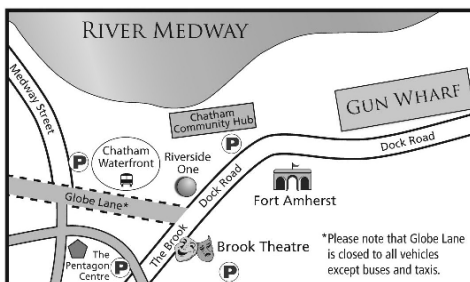 RIVER MEDWAY
Medway Street
Chatham
Community Hub
GUN WHARF
Dock Road
P
P
Chatham
Waterfront
Riverside
One
Dock Road
Fort Amherst
Globe Lane*
The Brook
Brook Theatre
The
Pentagon
Centre
P
P
*Please note that Globe Lane
is closed to all vehicles
except buses and taxis.